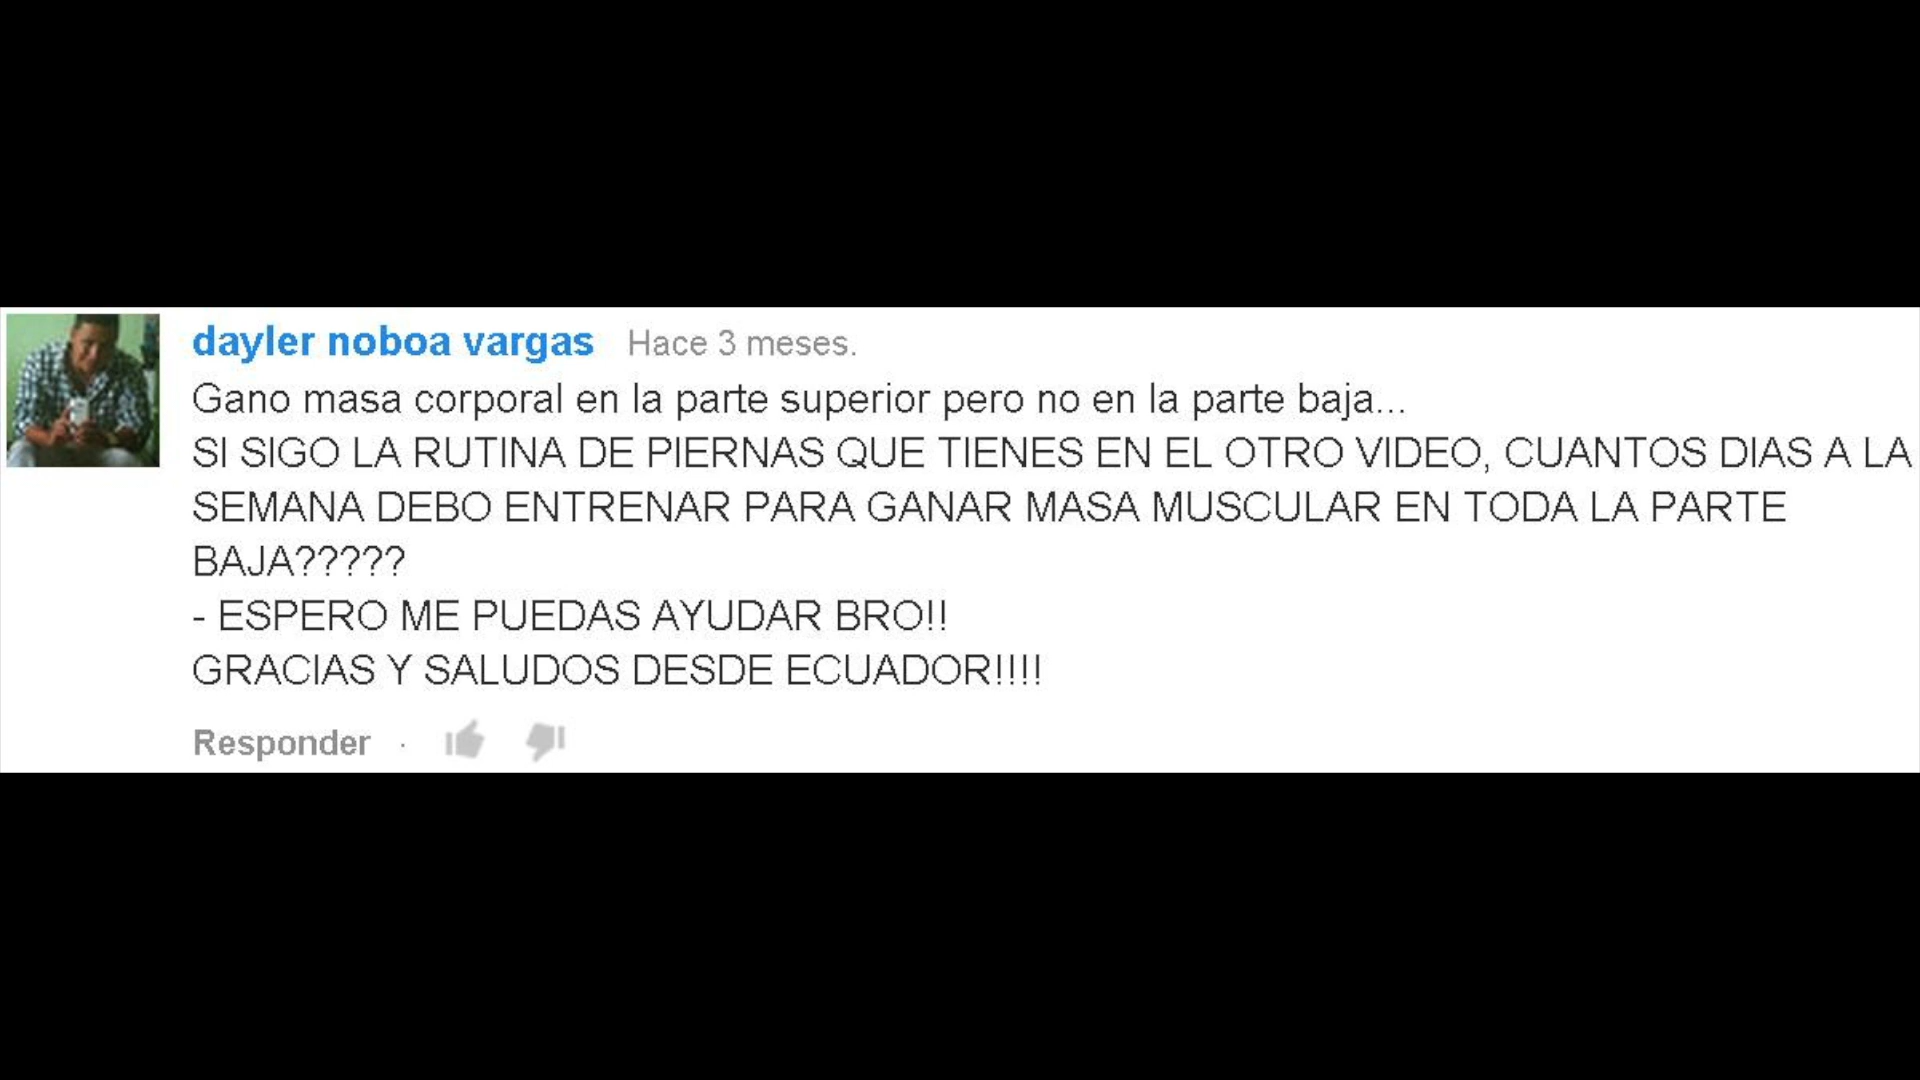 dayler noboa vargas Hace 3 meses.
Gano masa corporal en la parte superior pero no en la parte baja...
SI SIGO LA RUTINA DE PIERNAS QUE TIENES EN EL OTRO VIDEO, CUANTOS DIAS A LA
SEMANA DEBO ENTRENAR PARA GANAR MASA MUSCULAR EN TODA LA PARTE
BAJA?????
- ESPERO ME PUEDAS AYUDAR BRO!!
GRACIAS Y SALUDOS DESDE ECUADOR!!!!
Responder ·